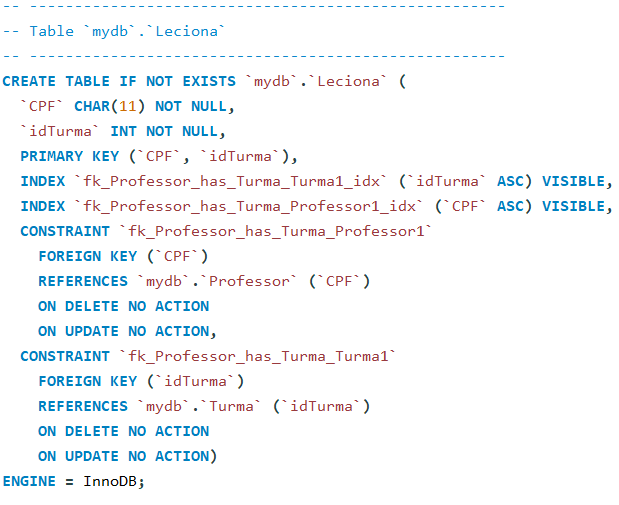 -- -----------------------------------------------------
-- Table `mydb`.`Leciona`
-- -----------------------------------------------------
CREATE TABLE IF NOT EXISTS `mydb`.`Leciona` (
  `CPF` CHAR(11) NOT NULL,
  `idTurma` INT NOT NULL,
  PRIMARY KEY (`CPF`, `idTurma`),
  INDEX `fk_Professor_has_Turma_Turma1_idx` (`idTurma` ASC) VISIBLE,
  INDEX `fk_Professor_has_Turma_Professor1_idx` (`CPF` ASC) VISIBLE,
  CONSTRAINT `fk_Professor_has_Turma_Professor1`
    FOREIGN KEY (`CPF`)
    REFERENCES `mydb`.`Professor` (`CPF`)
    ON DELETE NO ACTION
    ON UPDATE NO ACTION,
  CONSTRAINT `fk_Professor_has_Turma_Turma1`
    FOREIGN KEY (`idTurma`)
    REFERENCES `mydb`.`Turma` (`idTurma`)
    ON DELETE NO ACTION
    ON UPDATE NO ACTION)
ENGINE = InnoDB;